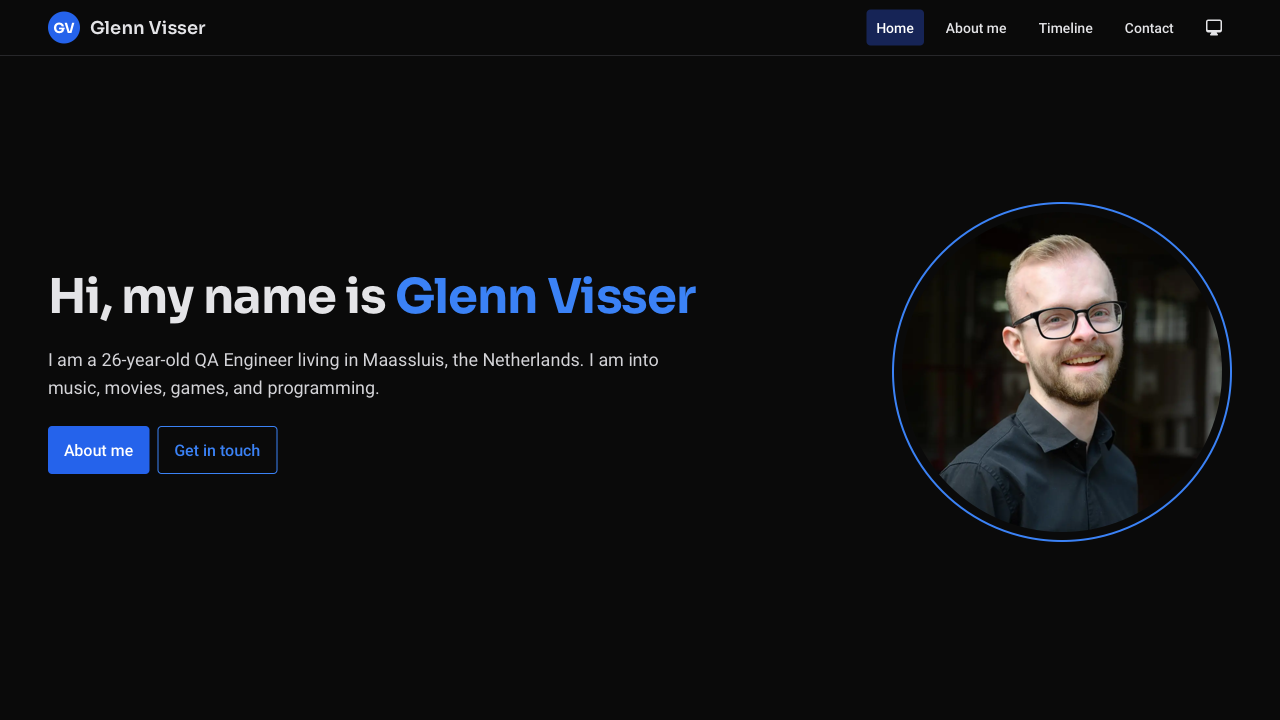 GV Glenn Visser Home About me Timeline Contact
Hi, my name is Glenn Visser
I am a 26-year-old QA Engineer living in Maassluis, the Netherlands. I am into
music, movies, games, and programming.
About me Get in touch